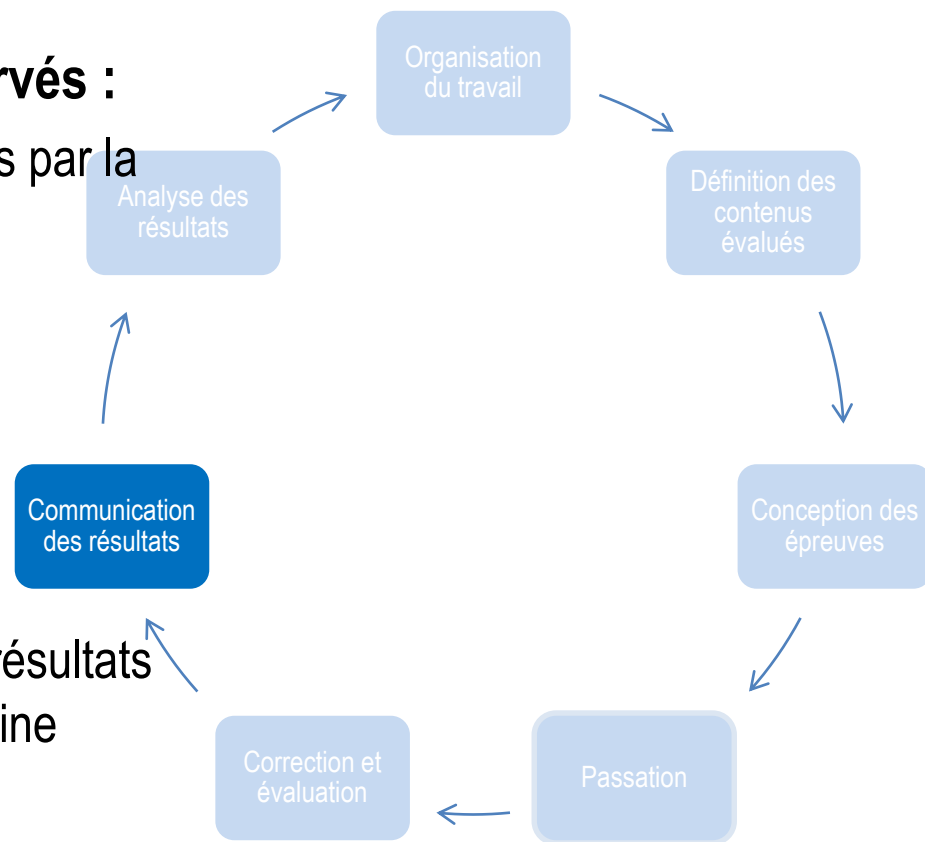 rvés :
s par la
résultats
ine
Organisation
du travail
Définition des
contenus
évalués
Conception des
épreuves
Passation
Correction et
évaluation
Communication
des résultats
Analyse des
résultats